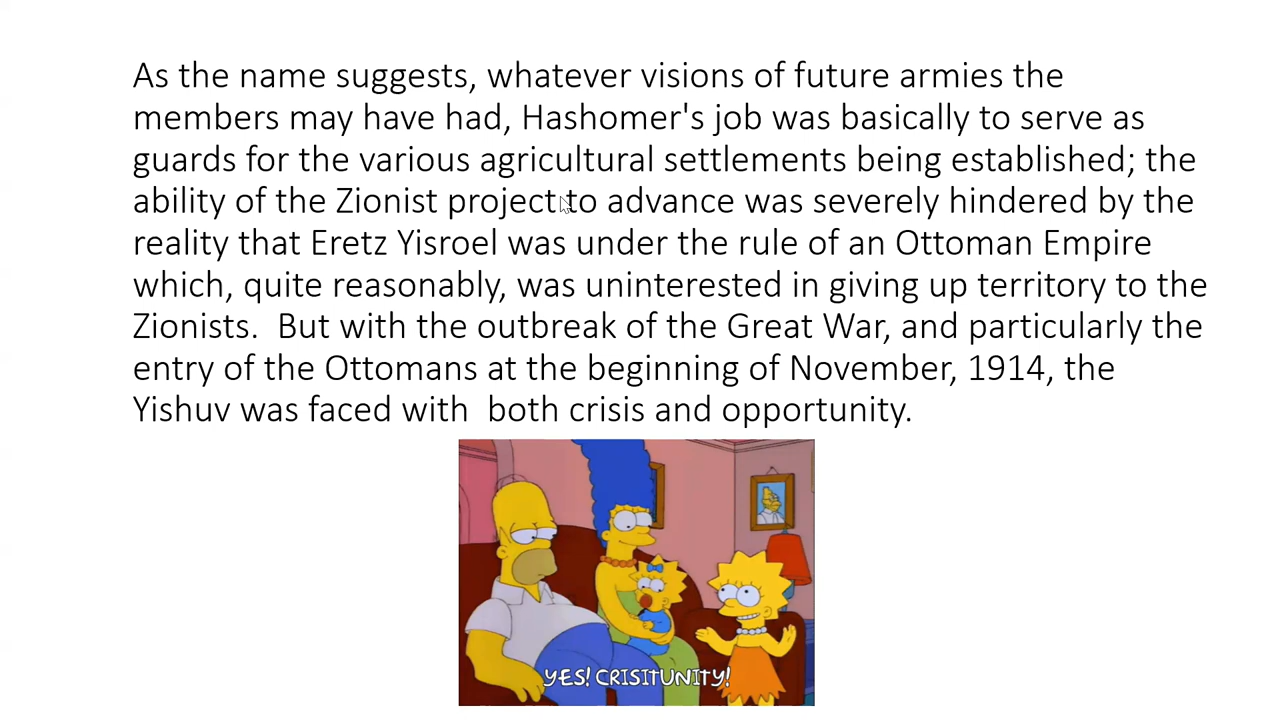 As the name suggests, whatever visions of future armies the
members may have had, Hashomer's job was basically to serve as
guards for the various agricultural settlements being established; the
ability of the Zionist project to advance was severely hindered by the
reality that Eretz Yisroel was under the rule of an Ottoman Empire
which, quite reasonably, was uninterested in giving up territory to the
Zionists.  But with the outbreak of the Great War, and particularly the
entry of the Ottomans at the beginning of November, 1914, the
Yishuv was faced with  both crisis and opportunity.
YES! CRISITUNITY!